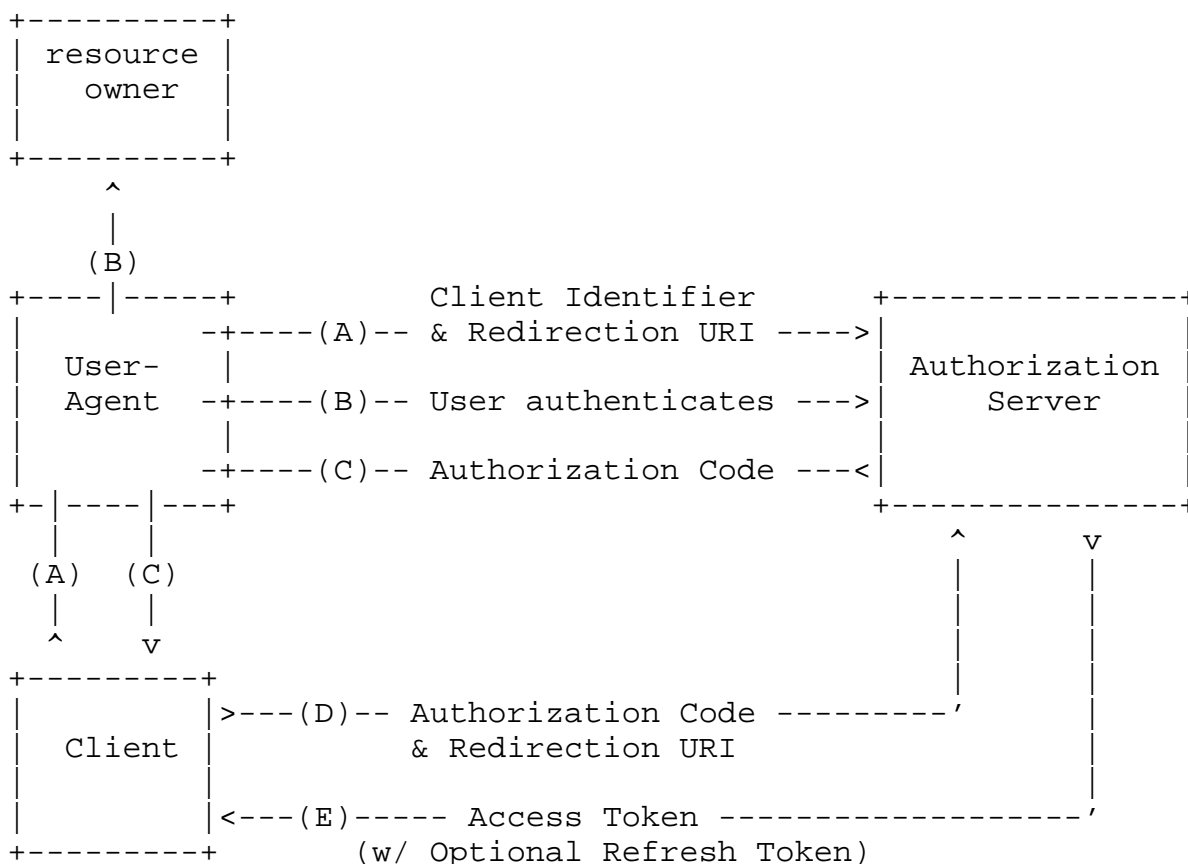 +----------+
| resource |
|   owner  |
|          |
+----------+
     ^
     |
    (B)
+----|-----+          Client Identifier      +---------------+
|         -+----(A)-- & Redirection URI ---->|               |
|  User-   |                                 | Authorization |
|  Agent  -+----(B)-- User authenticates --->|     Server    |
|          |                                 |               |
|         -+----(C)-- Authorization Code ---<|               |
+-|----|---+                                 +---------------+
  |    |                                         ^      v
 (A)  (C)                                        |      |
  |    |                                         |      |
  ^    v                                         |      |
+---------+                                      |      |
|         |>---(D)-- Authorization Code ---------'      |
|  Client |          & Redirection URI                  |
|         |                                             |
|         |<---(E)----- Access Token -------------------'
+---------+       (w/ Optional Refresh Token)